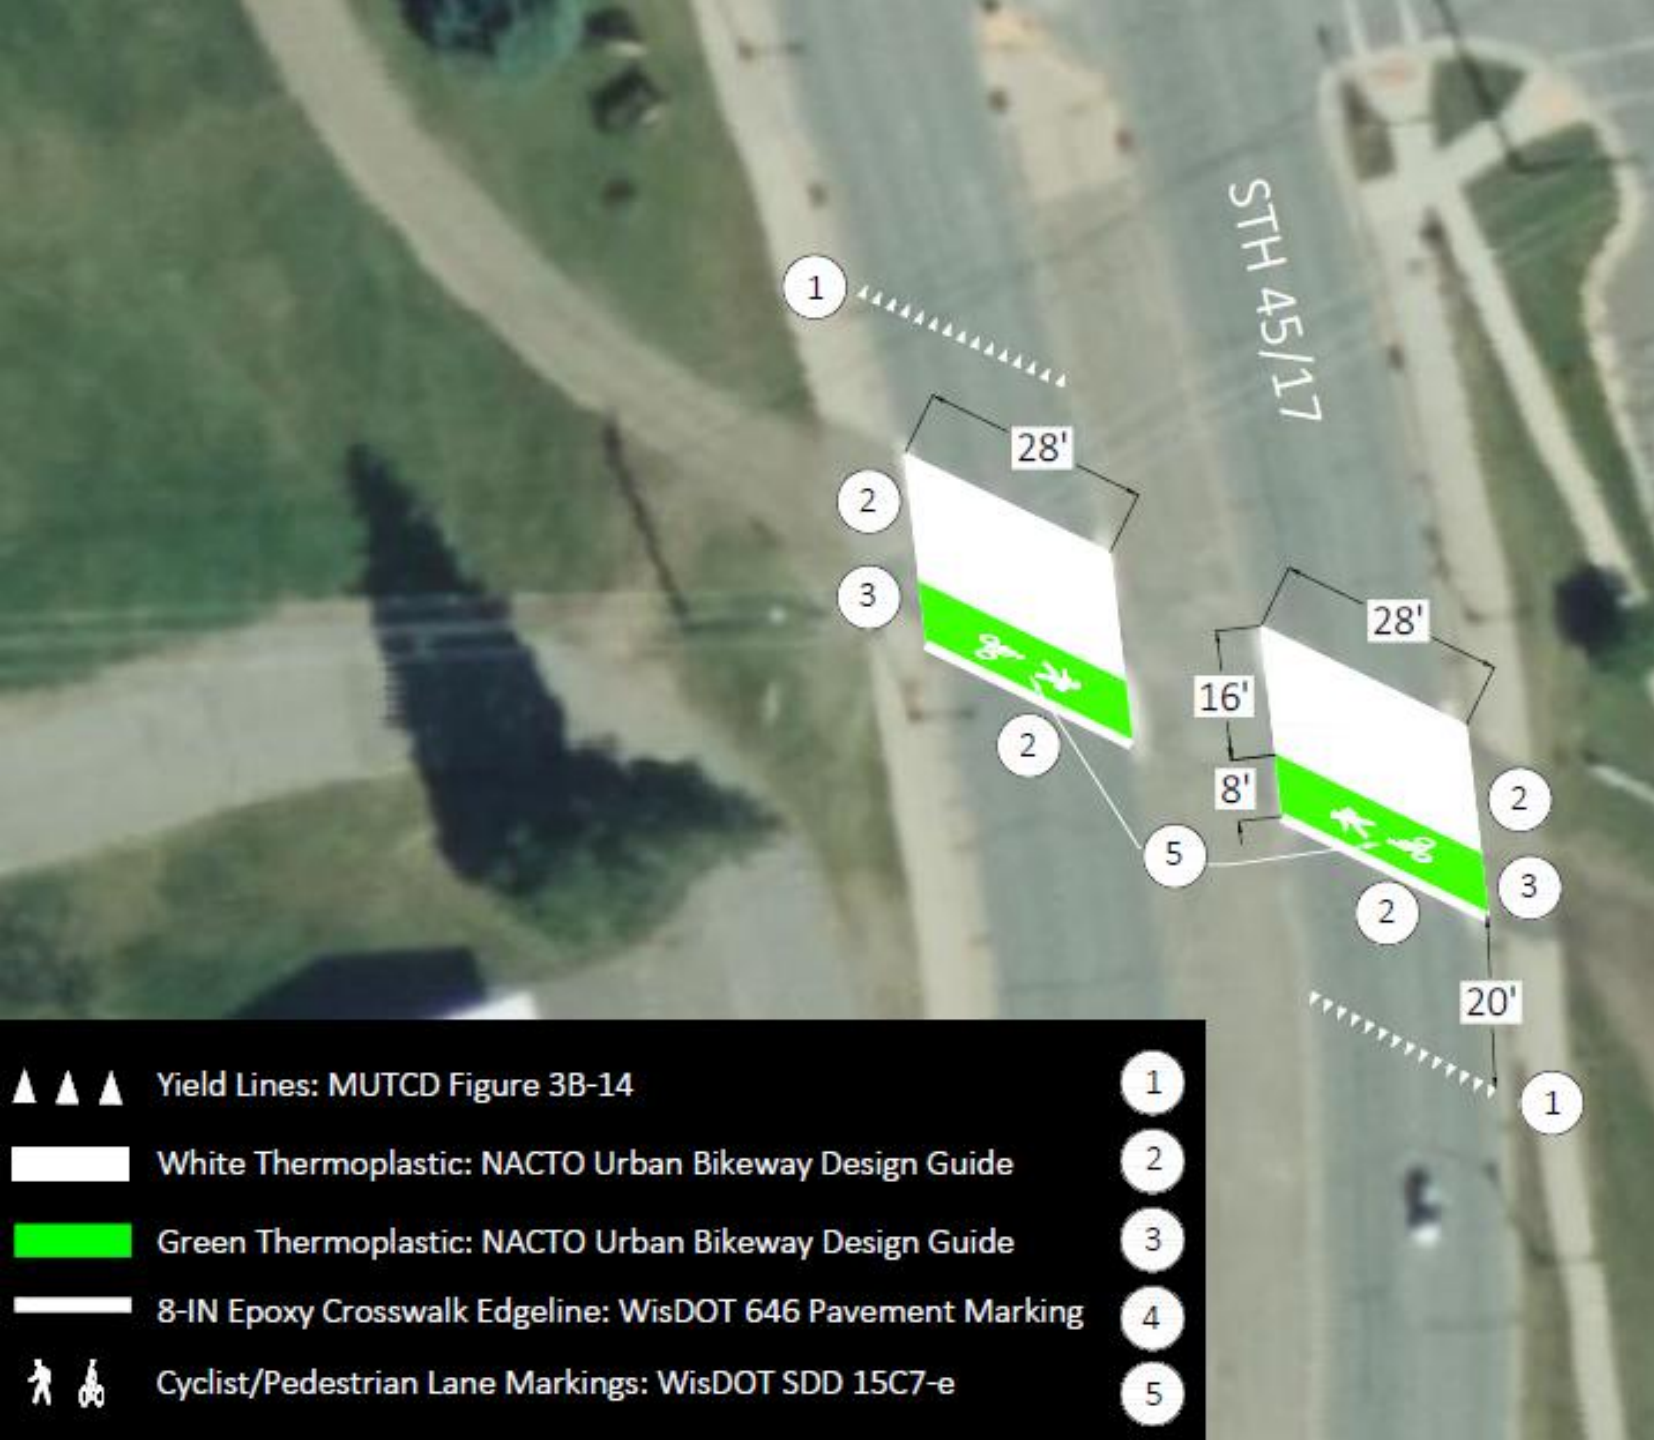 STH 45/17
1
28'
2
3
28'
16'
2
8'
2
5
3
2
20'
1
Yield Lines: MUTCD Figure 3B-14 1
White Thermoplastic: NACTO Urban Bikeway Design Guide 2
Green Thermoplastic: NACTO Urban Bikeway Design Guide 3
8-IN Epoxy Crosswalk Edgeline: WisDOT 646 Pavement Marking 4
Cyclist/Pedestrian Lane Markings: WisDOT SDD 15C7-e 5